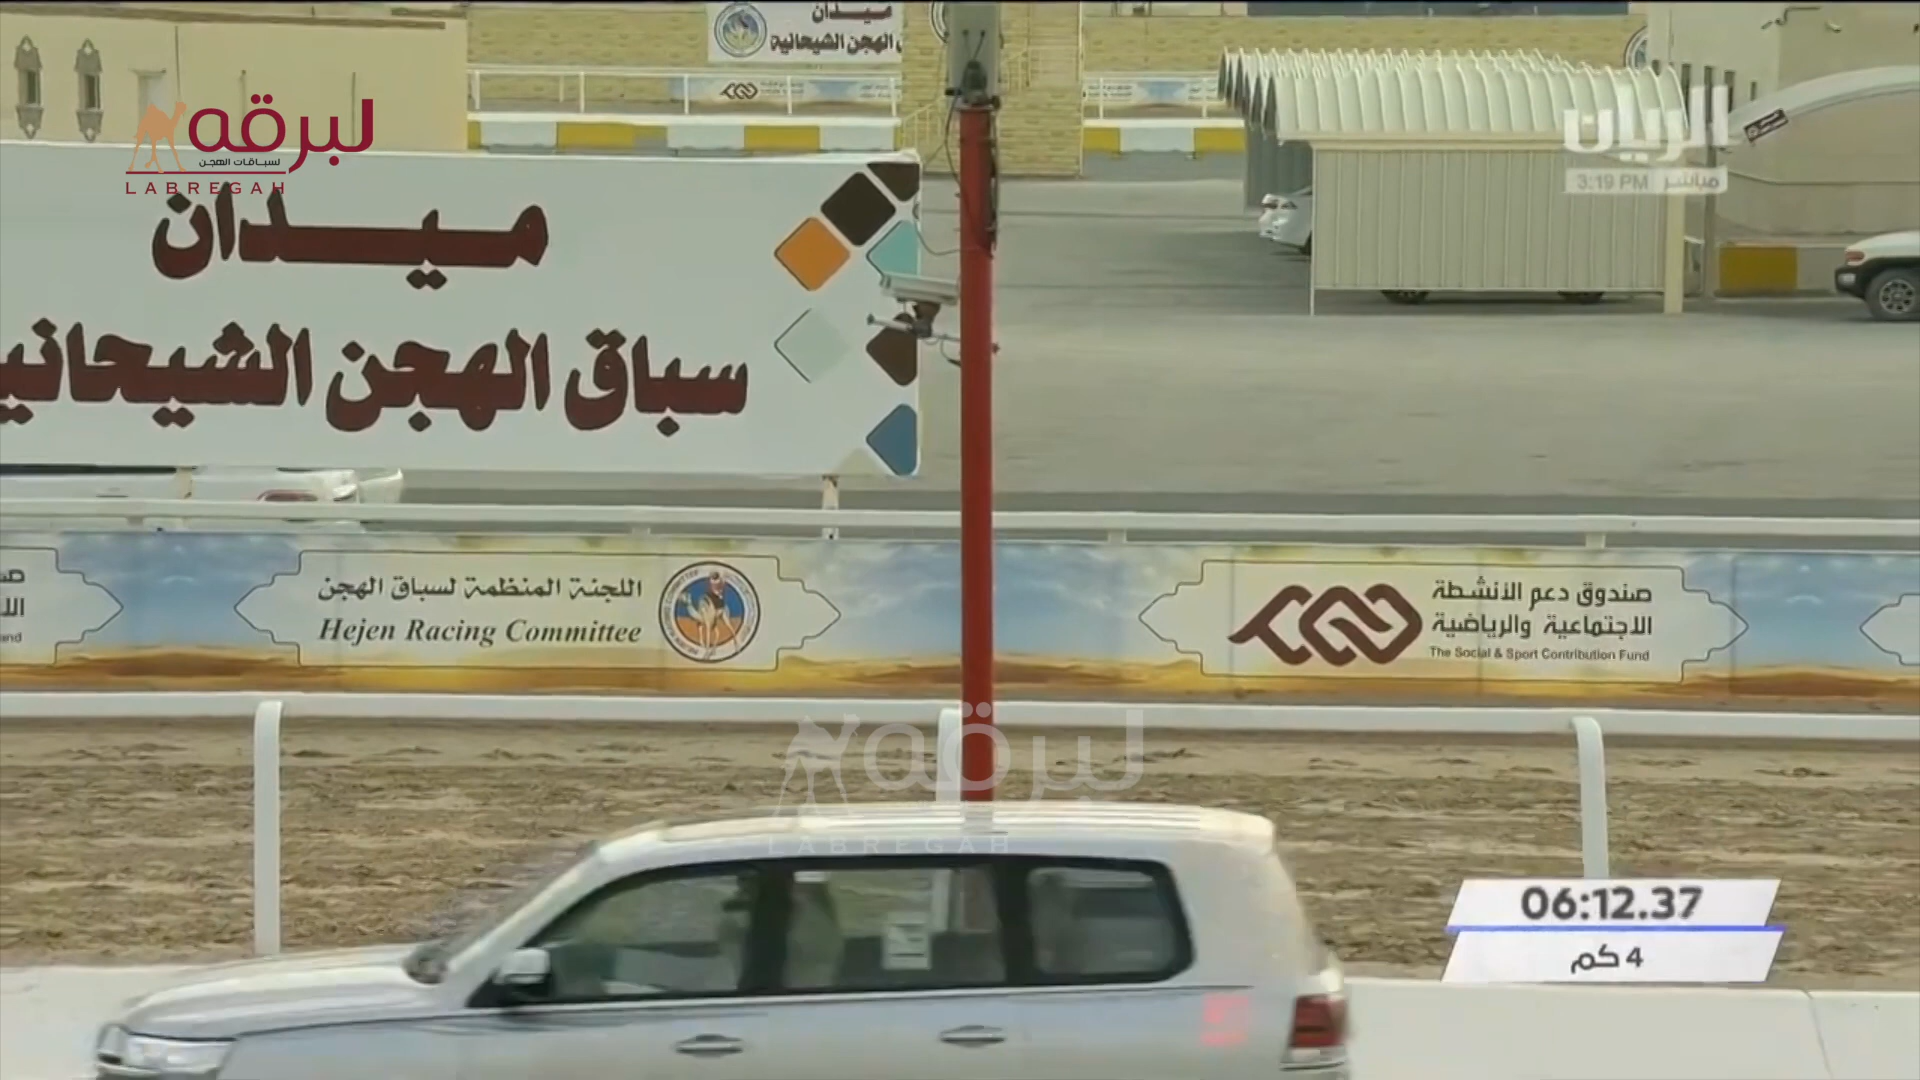 ميدان
الهجن الشيحانية
لبرقه
لسباقات الهجن
LABREGAH
الريان
مباشر 3:19 PM
ميدان
سباق الهجن الشيحانية
اللجنة المنظمة لسباق الهجن
Hejen Racing Committee
صندوق دعم الأنشطة
الاجتماعية والرياضية
The Social & Sport Contribution Fund
لبرقه
LABREGAH
06:12.37
4 كم